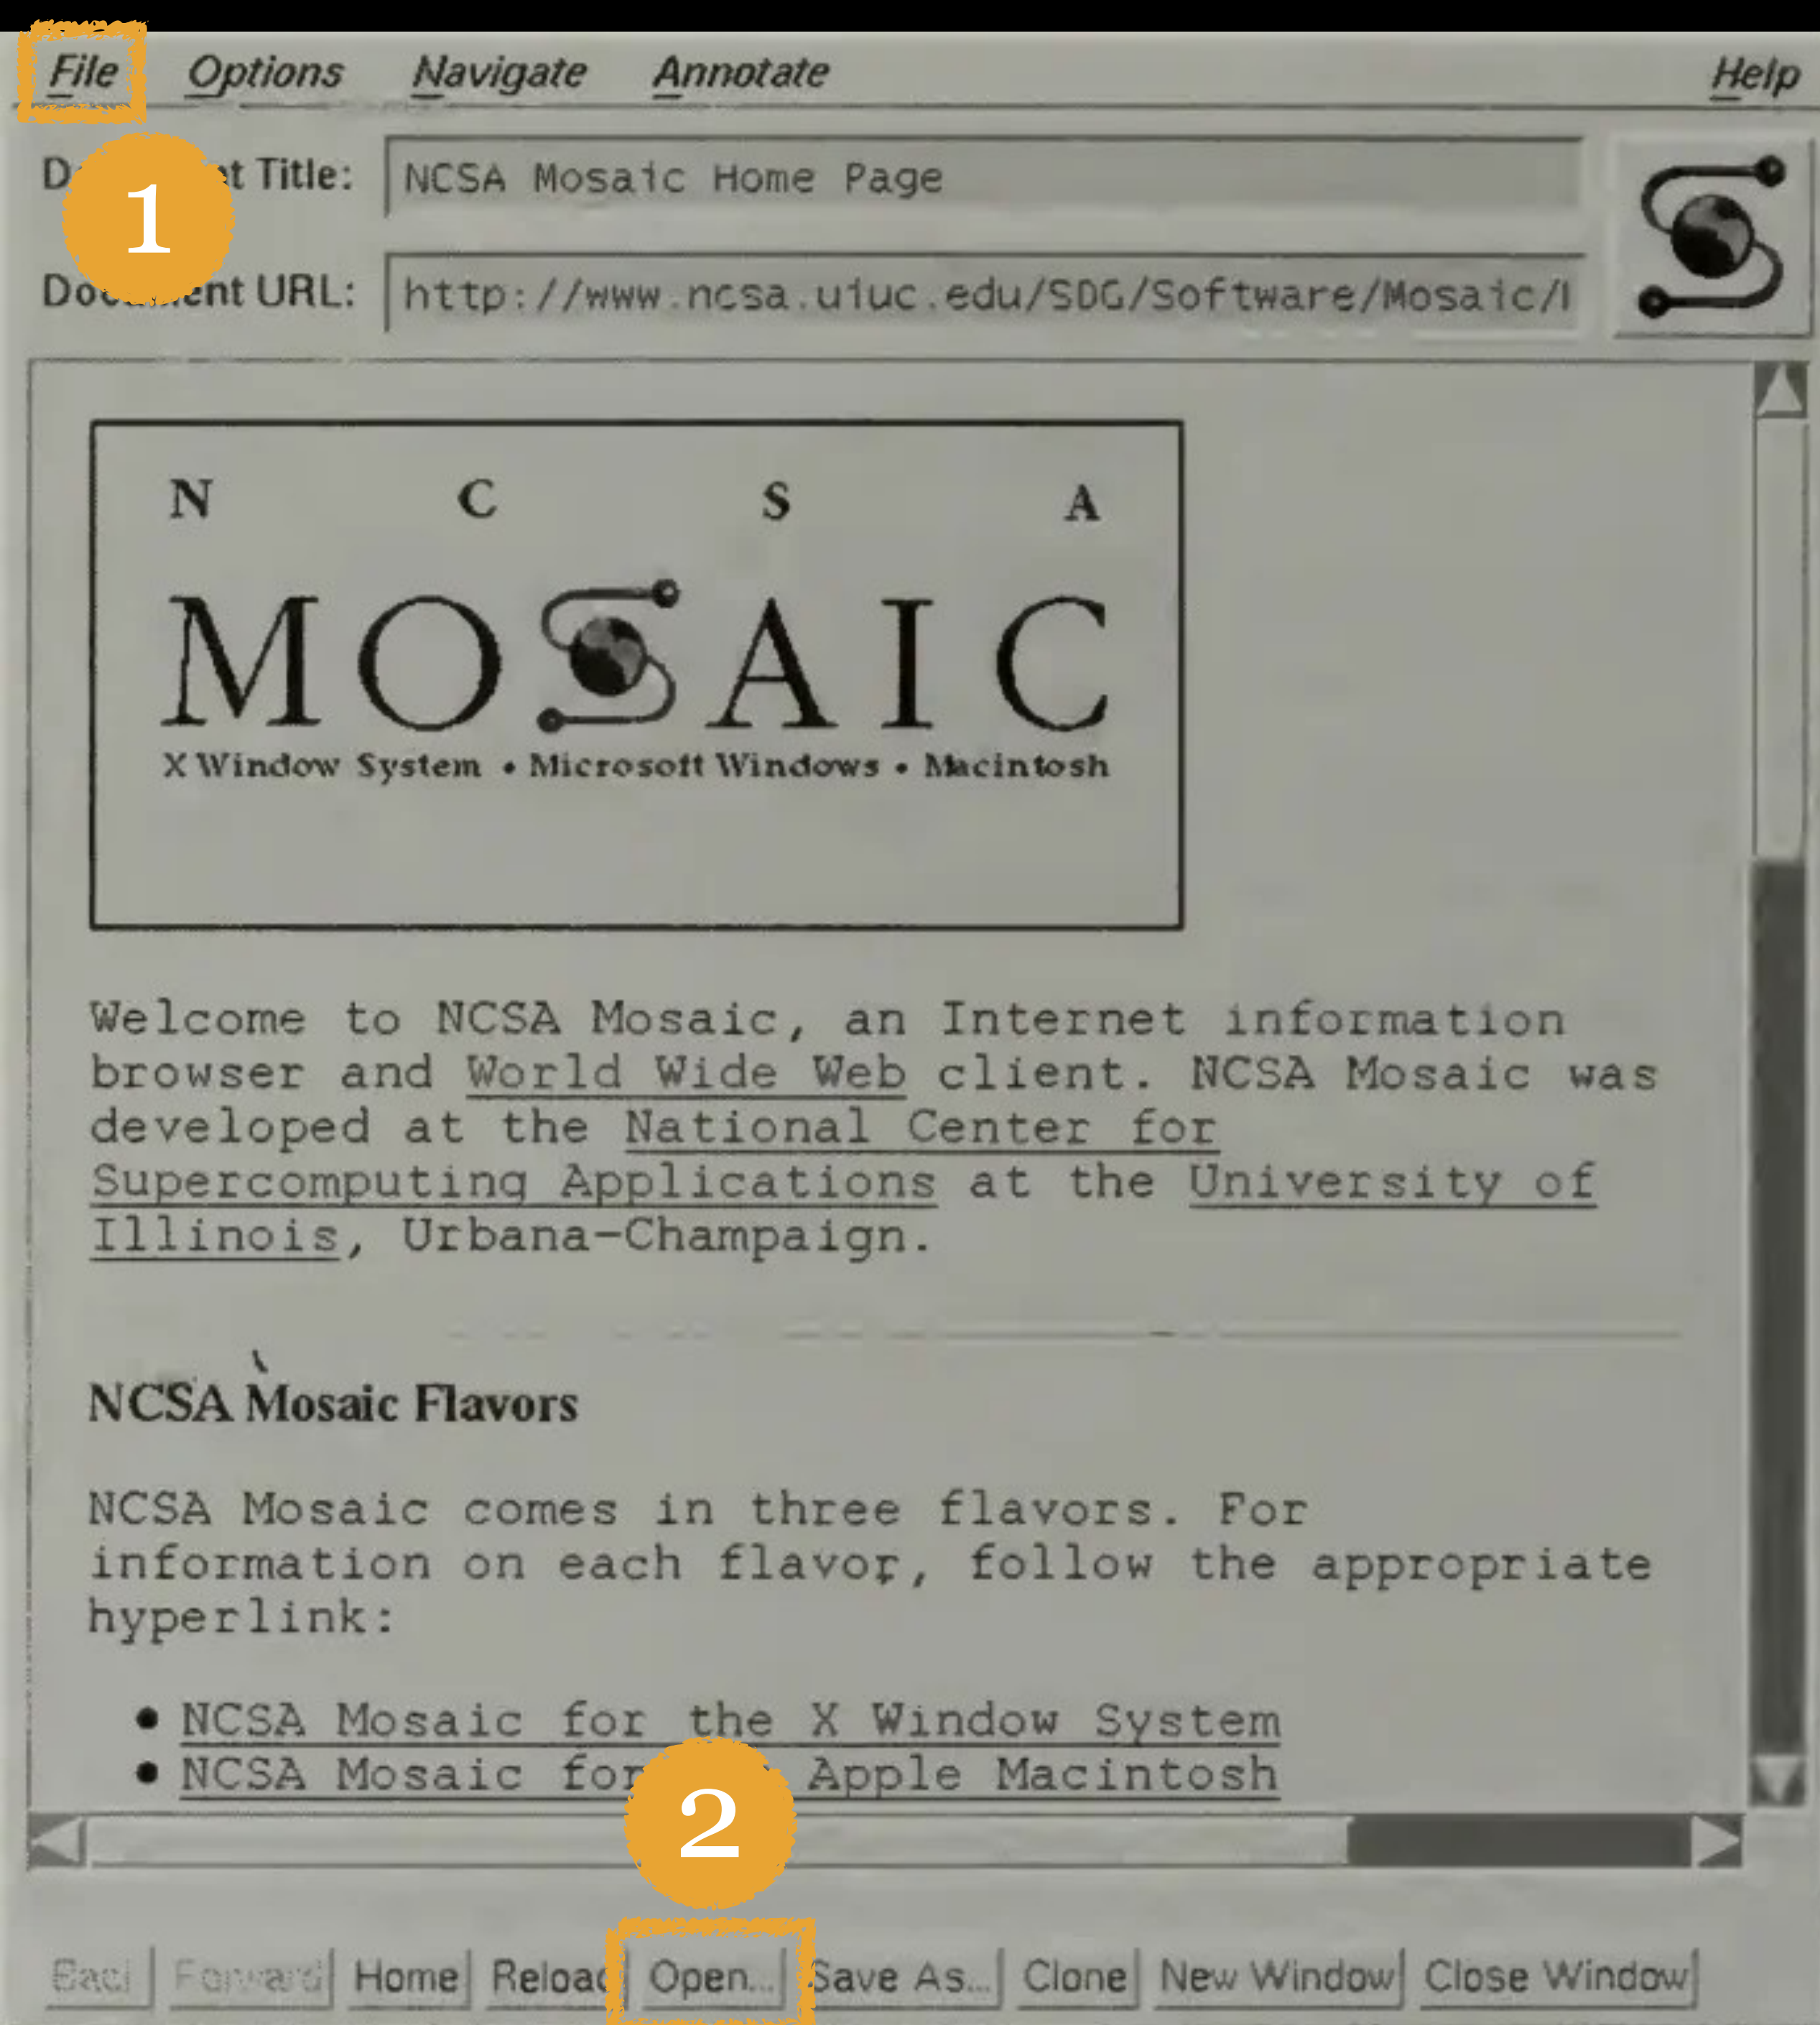 File Options Navigate Annotate Help
1
Title: NCSA Mosaic Home Page
Document URL: http://www.ncsa.uiuc.edu/SDG/Software/Mosaic/
N C S A
MOSAIC
X Window System • Microsoft Windows • Macintosh
Welcome to NCSA Mosaic, an Internet information
browser and World Wide Web client. NCSA Mosaic was
developed at the National Center for
Supercomputing Applications at the University of
Illinois, Urbana-Champaign.
NCSA Mosaic Flavors
NCSA Mosaic comes in three flavors. For
information on each flavor, follow the appropriate
hyperlink:
• NCSA Mosaic for the X Window System
• NCSA Mosaic for Apple Macintosh
2
Back Forward Home Reload Open... Save As... Clone New Window Close Window